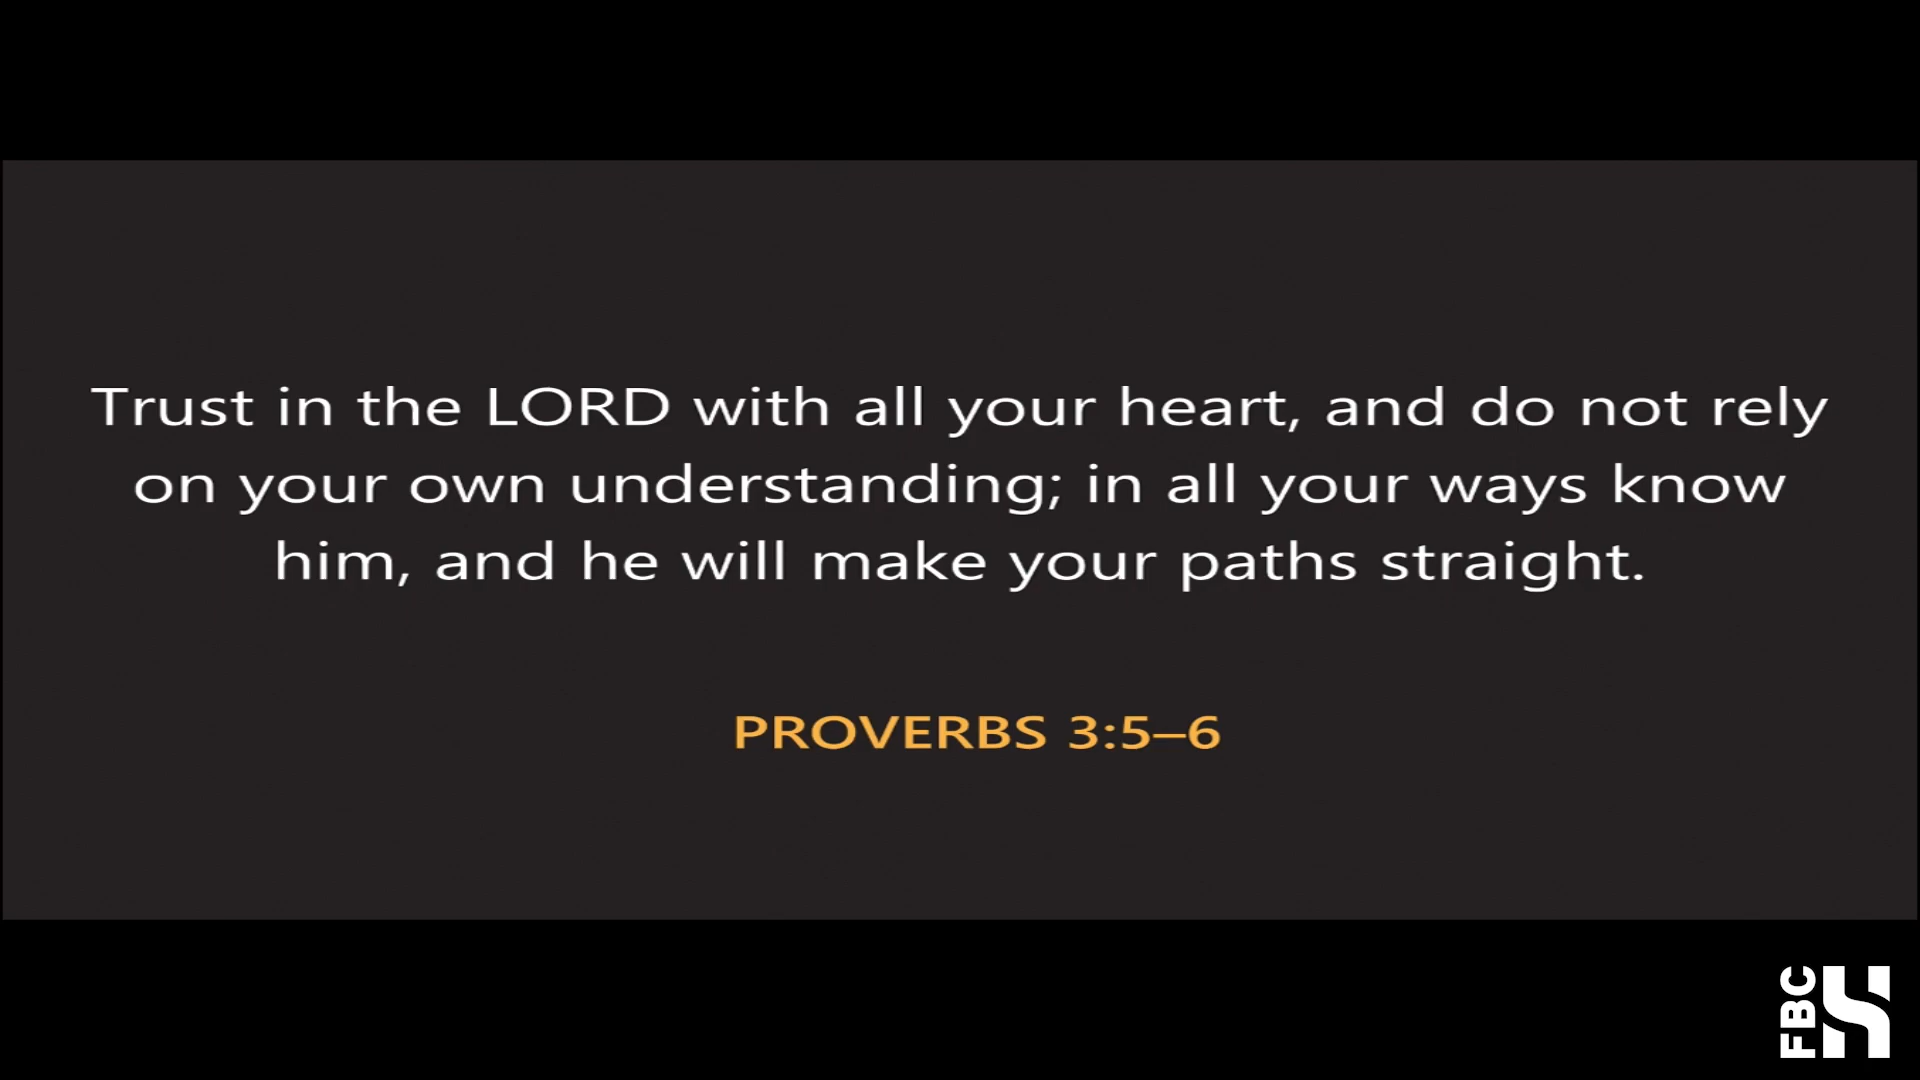 Trust in the LORD with all your heart, and do not rely
on your own understanding; in all your ways know
him, and he will make your paths straight.
PROVERBS 3:5–6
FBC